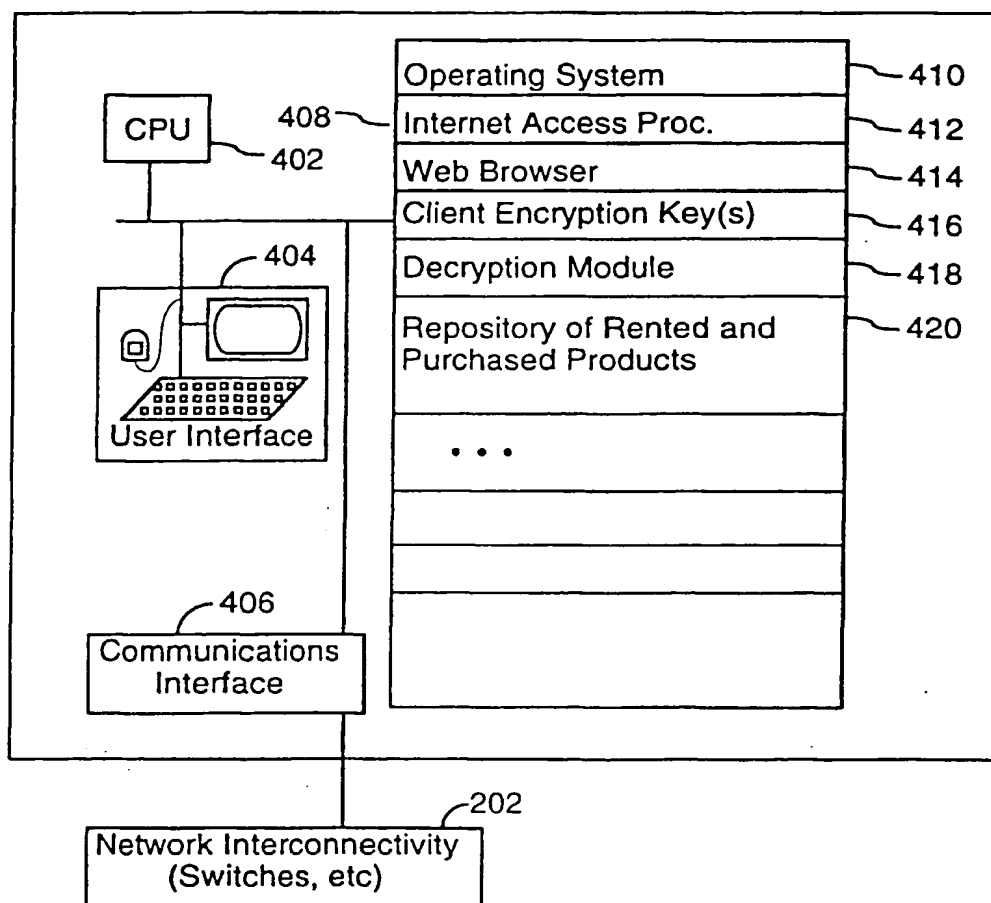 Operating System
410
CPU
402
408
Internet Access Proc.
412
Web Browser
414
Client Encryption Key(s)
416
404
Decryption Module
418
Repository of Rented and
Purchased Products
420
User Interface
• • •
406
Communications
Interface
202
Network Interconnectivity
(Switches, etc)